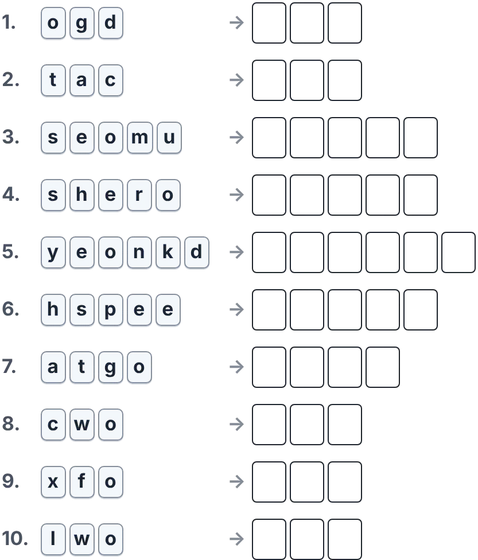 1. o g d →
2. t a c →
3. s e o m u →
4. s h e r o →
5. y e o n k d →
6. h s p e e →
7. a t g o →
8. c w o →
9. x f o →
10. l w o →